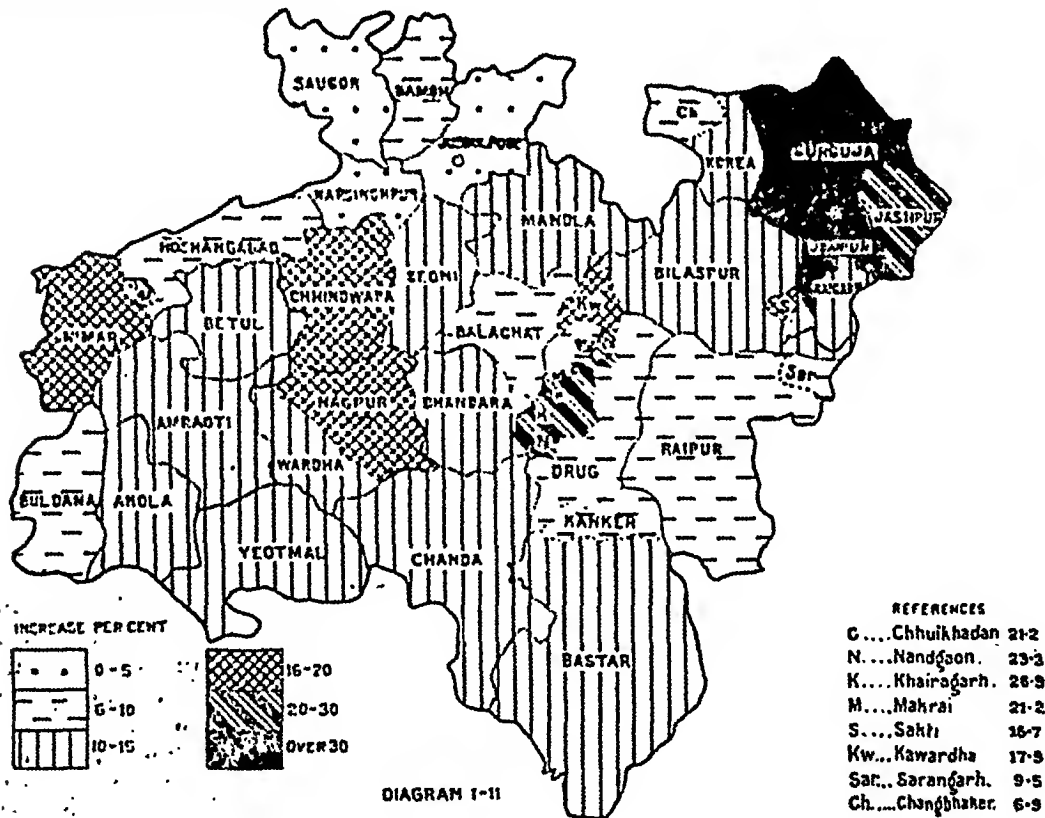 SAUGOR
DAMOH
JUBBULPORE
NARSINGHPUR
HOSHANGABAD
MANDLA
SEONI
CHHINDWARA
BETUL
NIMAR
BALAGHAT
Kw
BILASPUR
KOREA
Ch
SURGUJA
JASHPUR
UDAIPUR
RAIGARH
S
Sar
NAGPUR
BHANDARA
AMRAOTI
WARDHA
DRUG
RAIPUR
BULDANA
AKOLA
YEOTMAL
CHANDA
KANKER
BASTAR
K
N
INCREASE PER CENT
0-5
6-10
10-15
16-20
20-30
OVER 30
DIAGRAM I-11
REFERENCES
C....Chhuikhadan 21·2
N....Nandgaon. 23·3
K....Khairagarh. 26·9
M....Makrai 21·2
S....Sakti 16·7
Kw...Kawardha 17·9
Sar... Sarangarh. 9·5
Ch.....Changbhaker. 6·9